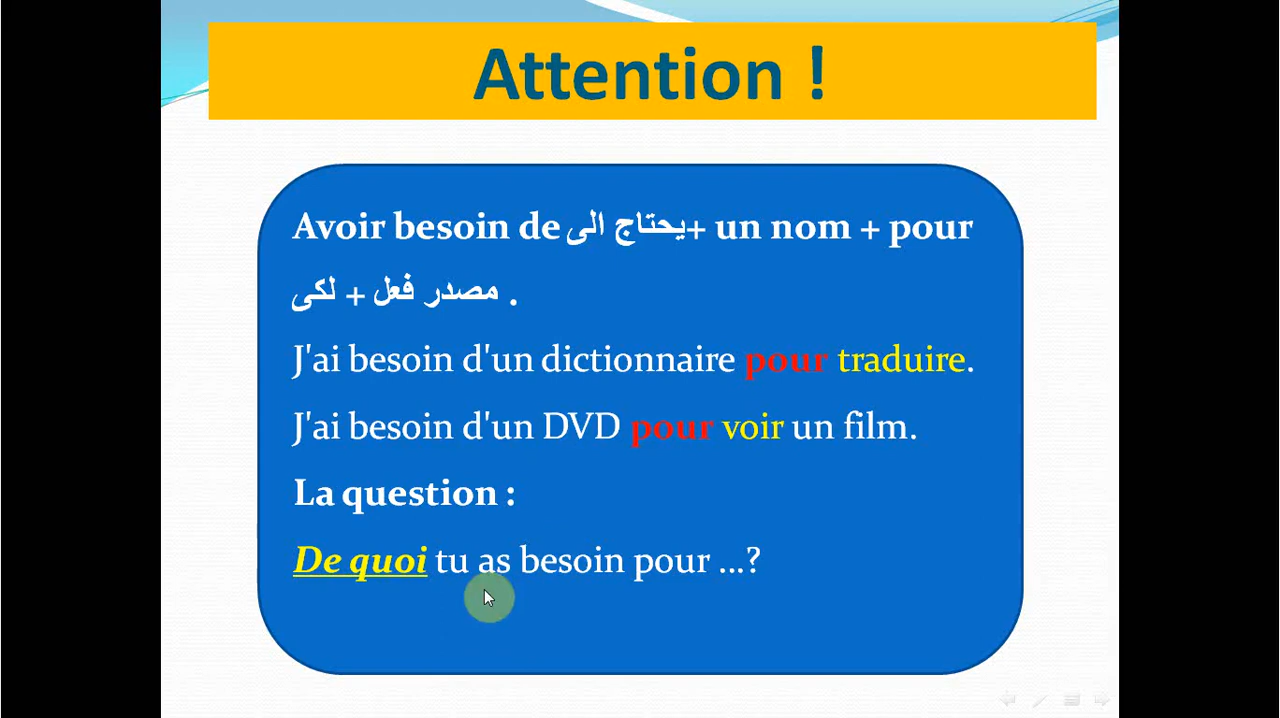 Attention !
Avoir besoin de يحتاج الى+ un nom + pour
لكى + مصدر فعل .
J'ai besoin d'un dictionnaire pour traduire.
J'ai besoin d'un DVD pour voir un film.
La question :
De quoi tu as besoin pour ...?